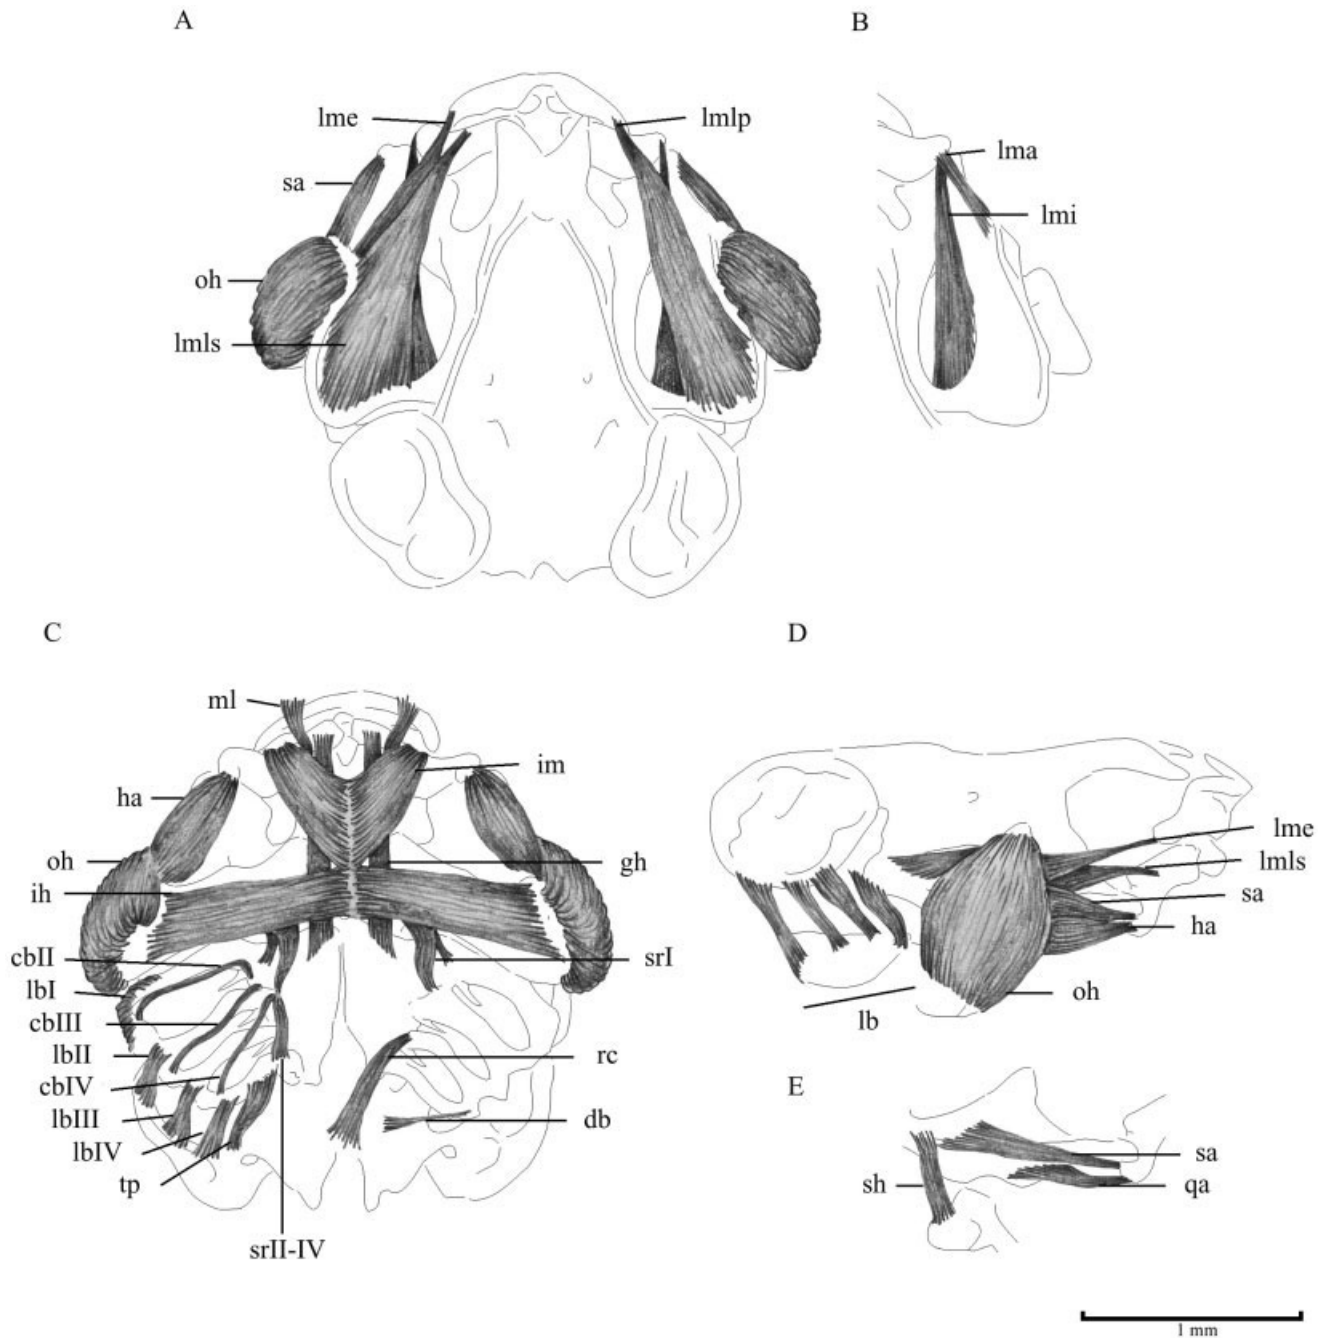 A
B
lme
lmlp
lma
sa
lmi
oh
lmls
C
D
ml
im
ha
lme
oh
gh
lmls
ih
sa
ha
cbII
srI
lbI
oh
cbIII
lb
lbII
rc
cbIV
E
lbIII
db
lbIV
sa
tp
sh
qa
srII-IV
1 mm